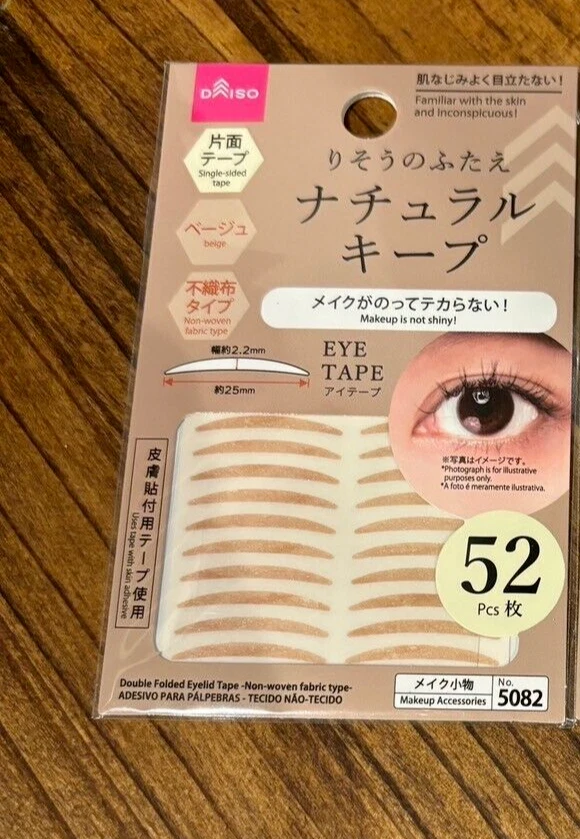 DAISO
肌なじみよく目立たない！
Familiar with the skin
and inconspicuous!
片面
テープ
Single-sided
tape
ベージュ
beige
不織布
タイプ
Non-woven
fabric type
りそうのふたえ
ナチュラル
キープ
メイクがのってテカらない！
Makeup is not shiny!
幅約2.2mm
約25mm
EYE
TAPE
アイテープ
※写真はイメージです。
*Photograph is for illustrative
purposes only.
*A foto é meramente ilustrativa.
皮膚貼付用テープ使用
Uses tape with skin adhesive
52
Pcs 枚
Double Folded Eyelid Tape -Non-woven fabric type-
ADESIVO PARA PÁLPEBRAS - TECIDO NÃO-TECIDO
メイク小物
Makeup Accessories
No.
5082